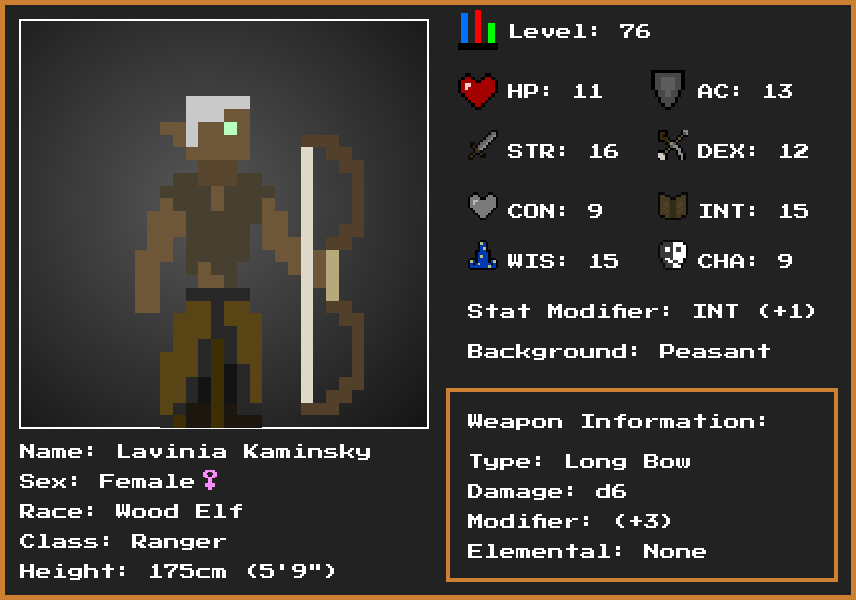 Level: 76
HP: 11 AC: 13
STR: 16 DEX: 12
CON: 9 INT: 15
WIS: 15 CHA: 9
Stat Modifier: INT (+1)
Background: Peasant
Weapon Information:
Type: Long Bow
Damage: d6
Modifier: (+3)
Elemental: None
Name: Lavinia Kaminsky
Sex: Female♀
Race: Wood Elf
Class: Ranger
Height: 175cm (5'9")